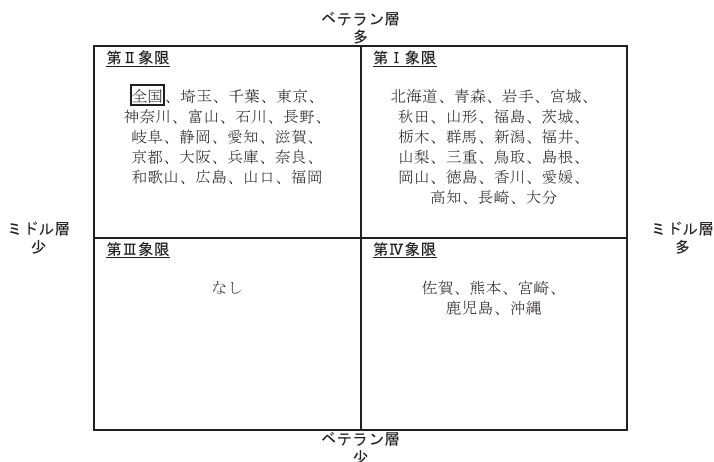 ベテラン層
多
第Ⅱ象限
全国、埼玉、千葉、東京、
神奈川、富山、石川、長野、
岐阜、静岡、愛知、滋賀、
京都、大阪、兵庫、奈良、
和歌山、広島、山口、福岡
第Ⅰ象限
北海道、青森、岩手、宮城、
秋田、山形、福島、茨城、
栃木、群馬、新潟、福井、
山梨、三重、鳥取、島根、
岡山、徳島、香川、愛媛、
高知、長崎、大分
ミドル層
少
ミドル層
多
第Ⅲ象限
なし
第Ⅳ象限
佐賀、熊本、宮崎、
鹿児島、沖縄
ベテラン層
少